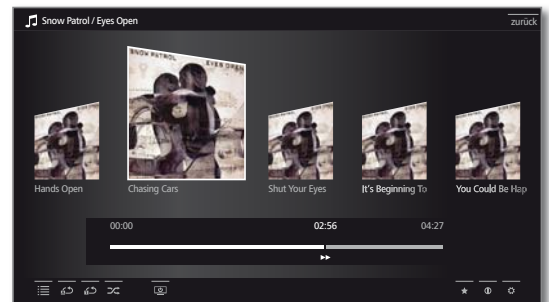 Snow Patrol / Eyes Open
zurück
SNOW PATROL EYES OPEN
Hands Open
Chasing Cars
Shut Your Eyes
It's Beginning To
You Could Be Hap
00:00 02:56 04:27